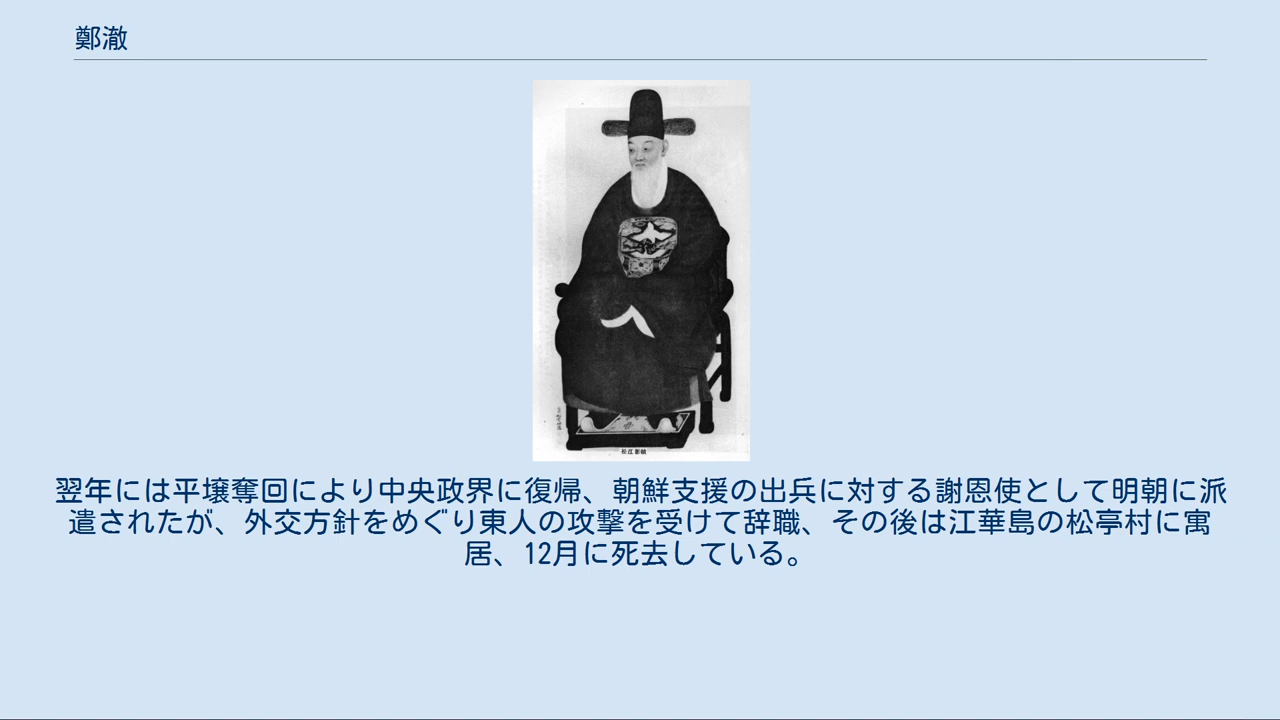 鄭澈
松江影幀
翌年には平壌奪回により中央政界に復帰、朝鮮支援の出兵に対する謝恩使として明朝に派
遣されたが、外交方針をめぐり東人の攻撃を受けて辞職、その後は江華島の松亭村に寓
居、12月に死去している。